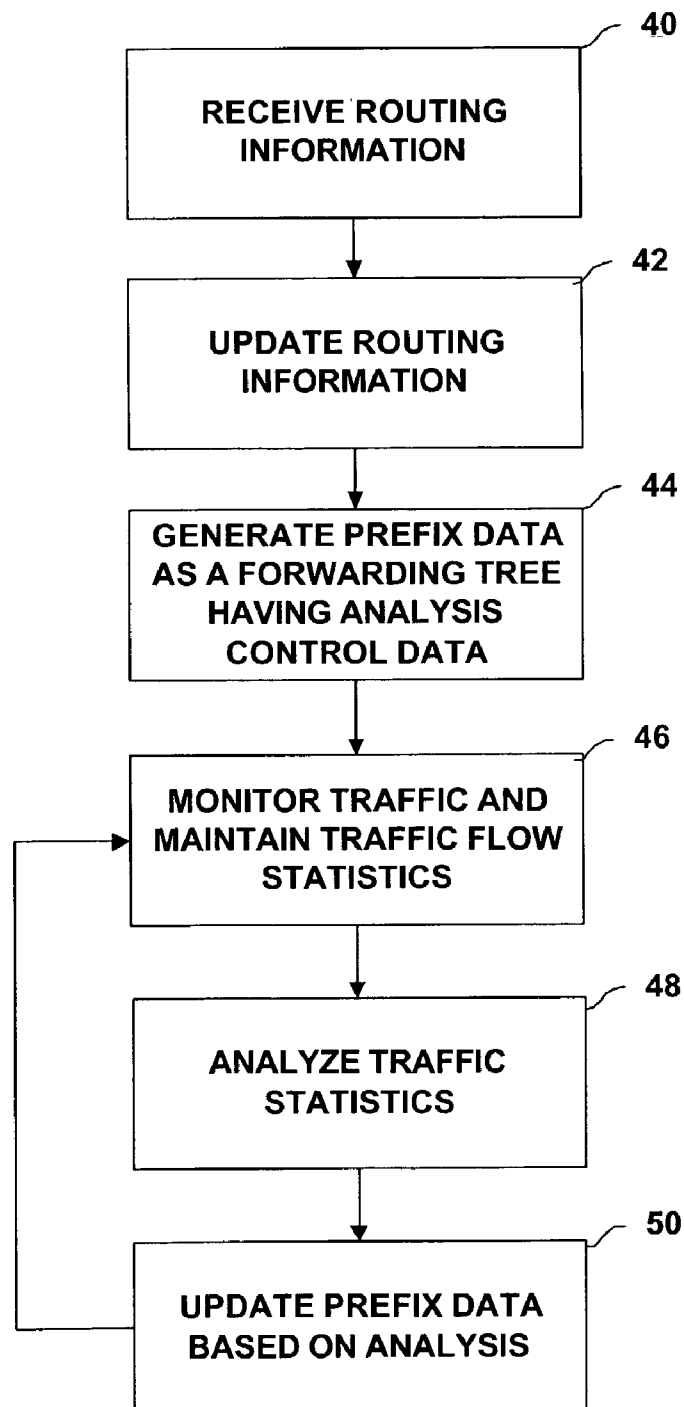 40
RECEIVE ROUTING
INFORMATION
42
UPDATE ROUTING
INFORMATION
44
GENERATE PREFIX DATA
AS A FORWARDING TREE
HAVING ANALYSIS
CONTROL DATA
46
MONITOR TRAFFIC AND
MAINTAIN TRAFFIC FLOW
STATISTICS
48
ANALYZE TRAFFIC
STATISTICS
50
UPDATE PREFIX DATA
BASED ON ANALYSIS